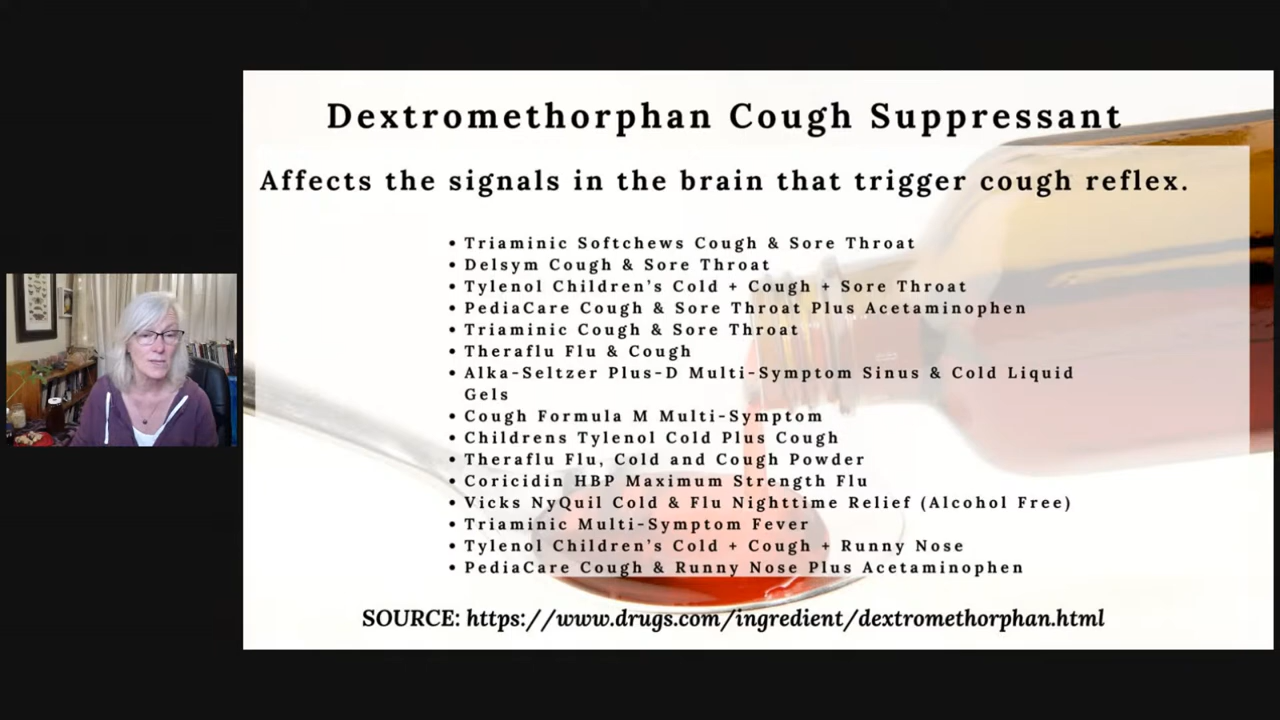 Dextromethorphan Cough Suppressant
Affects the signals in the brain that trigger cough reflex.
• Triaminic Softchews Cough & Sore Throat
• Delsym Cough & Sore Throat
• Tylenol Children’s Cold + Cough + Sore Throat
• PediaCare Cough & Sore Throat Plus Acetaminophen
• Triaminic Cough & Sore Throat
• Theraflu Flu & Cough
• Alka-Seltzer Plus-D Multi-Symptom Sinus & Cold Liquid
Gels
• Cough Formula M Multi-Symptom
• Childrens Tylenol Cold Plus Cough
• Theraflu Flu, Cold and Cough Powder
• Coricidin HBP Maximum Strength Flu
• Vicks NyQuil Cold & Flu Nighttime Relief (Alcohol Free)
• Triaminic Multi-Symptom Fever
• Tylenol Children’s Cold + Cough + Runny Nose
• PediaCare Cough & Runny Nose Plus Acetaminophen
SOURCE: https://www.drugs.com/ingredient/dextromethorphan.html